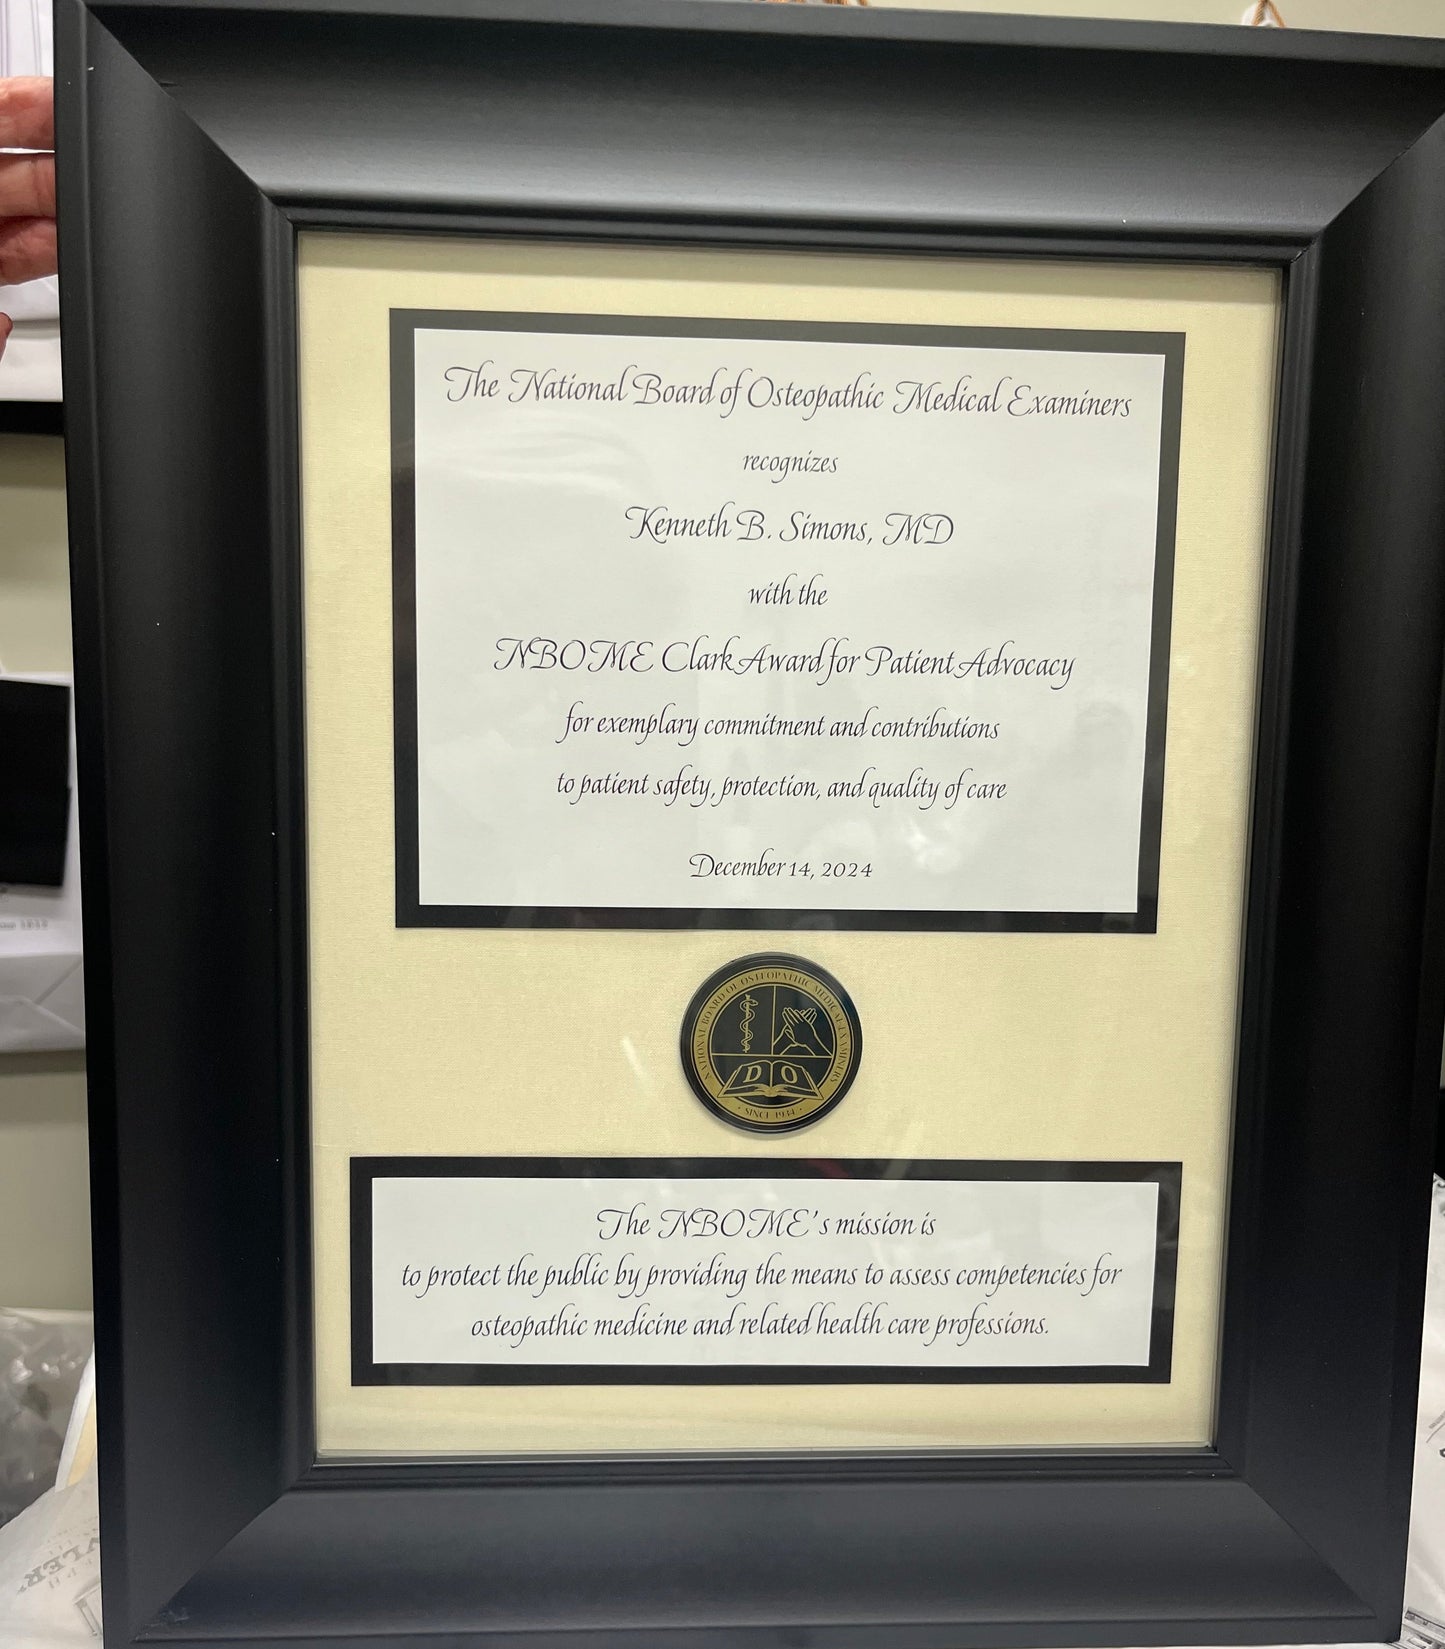 The National Board of Osteopathic Medical Examiners
recognizes
Kenneth B. Simons, MD
with the
NBOME Clark Award for Patient Advocacy
for exemplary commitment and contributions
to patient safety, protection, and quality of care
December 14, 2024
NATIONAL BOARD OF OSTEOPATHIC MEDICAL EXAMINERS
D O
· SINCE 1934 ·
The NBOME's mission is
to protect the public by providing the means to assess competencies for
osteopathic medicine and related health care professions.